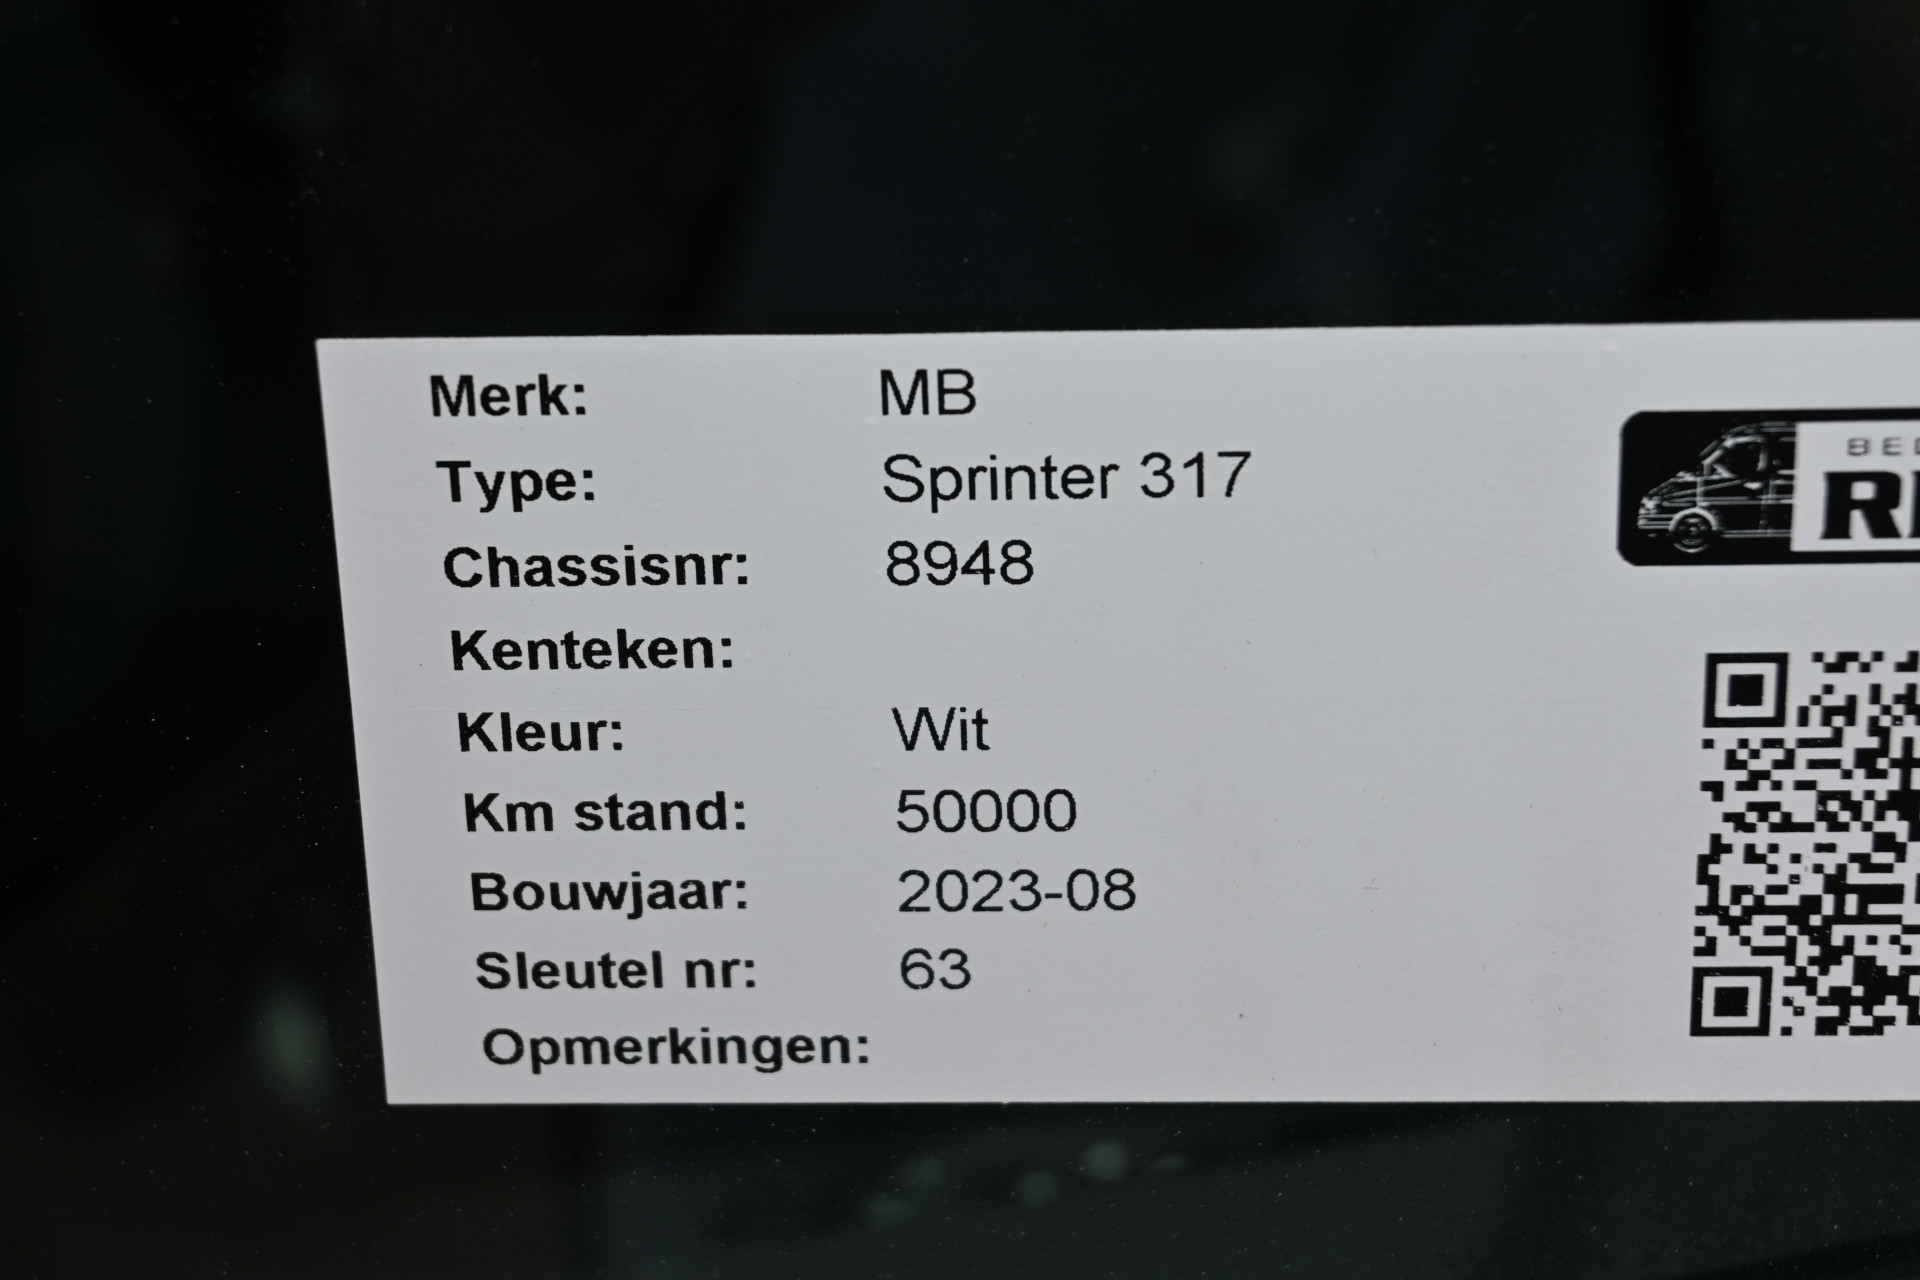 Merk: MB
Type: Sprinter 317
Chassisnr: 8948
Kenteken:
Kleur: Wit
Km stand: 50000
Bouwjaar: 2023-08
Sleutel nr: 63
Opmerkingen: